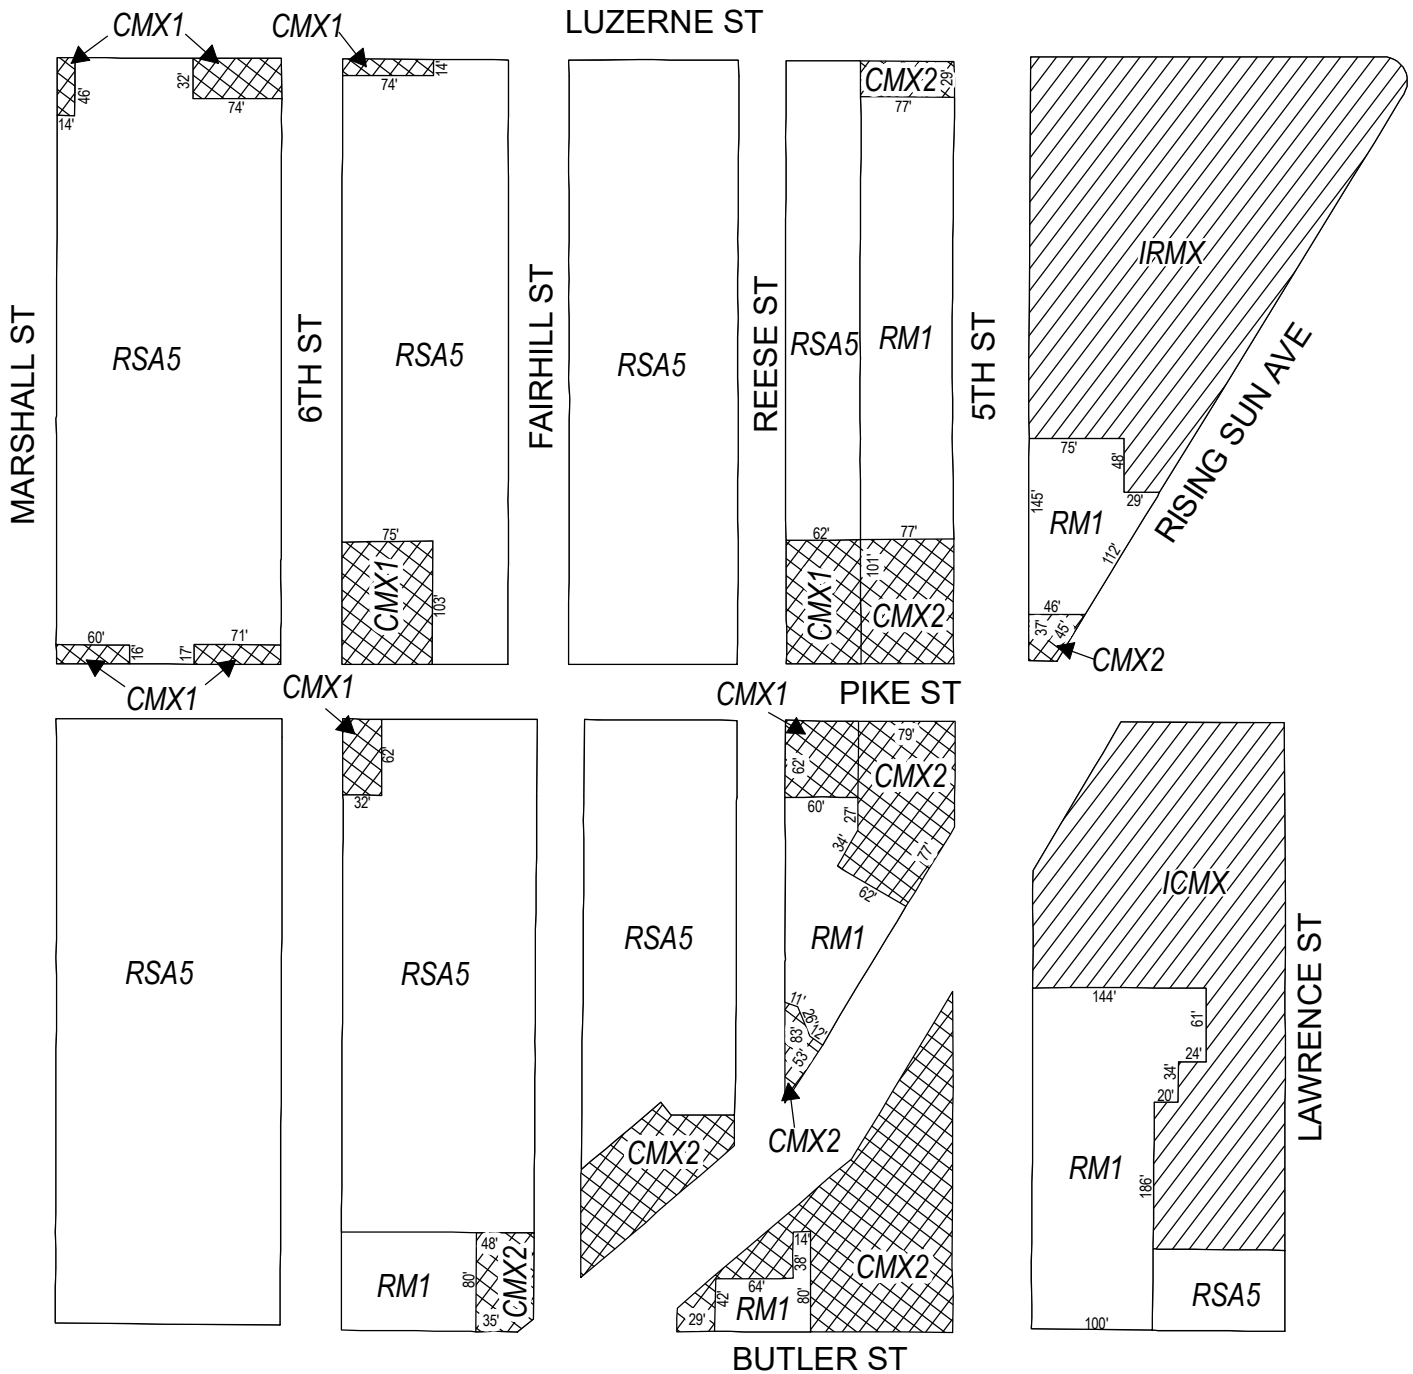 LUZERNE ST
CMX1
CMX1
46'
14'
32'
74'
14'
74'
CMX2
29'
77'
RSA5
RSA5
RSA5
RSA5
RM1
IRMX
MARSHALL ST
6TH ST
FAIRHILL ST
REESE ST
5TH ST
RISING SUN AVE
75'
48'
29'
145'
RM1
112'
46'
37'
45'
CMX2
75'
CMX1
103'
62'
77'
101'
CMX1
CMX2
60'
16'
71'
17'
CMX1
CMX1
CMX1
PIKE ST
62'
32'
62'
60'
79'
CMX2
27'
34'
77'
62'
RSA5
RSA5
RSA5
RM1
ICMX
LAWRENCE ST
11'
26'
12'
83'
53'
CMX2
144'
61'
24'
34'
20'
RM1
186'
CMX2
RM1
48'
80'
35'
CMX2
14'
38'
64'
42'
RM1
80'
29'
CMX2
100'
RSA5
BUTLER ST